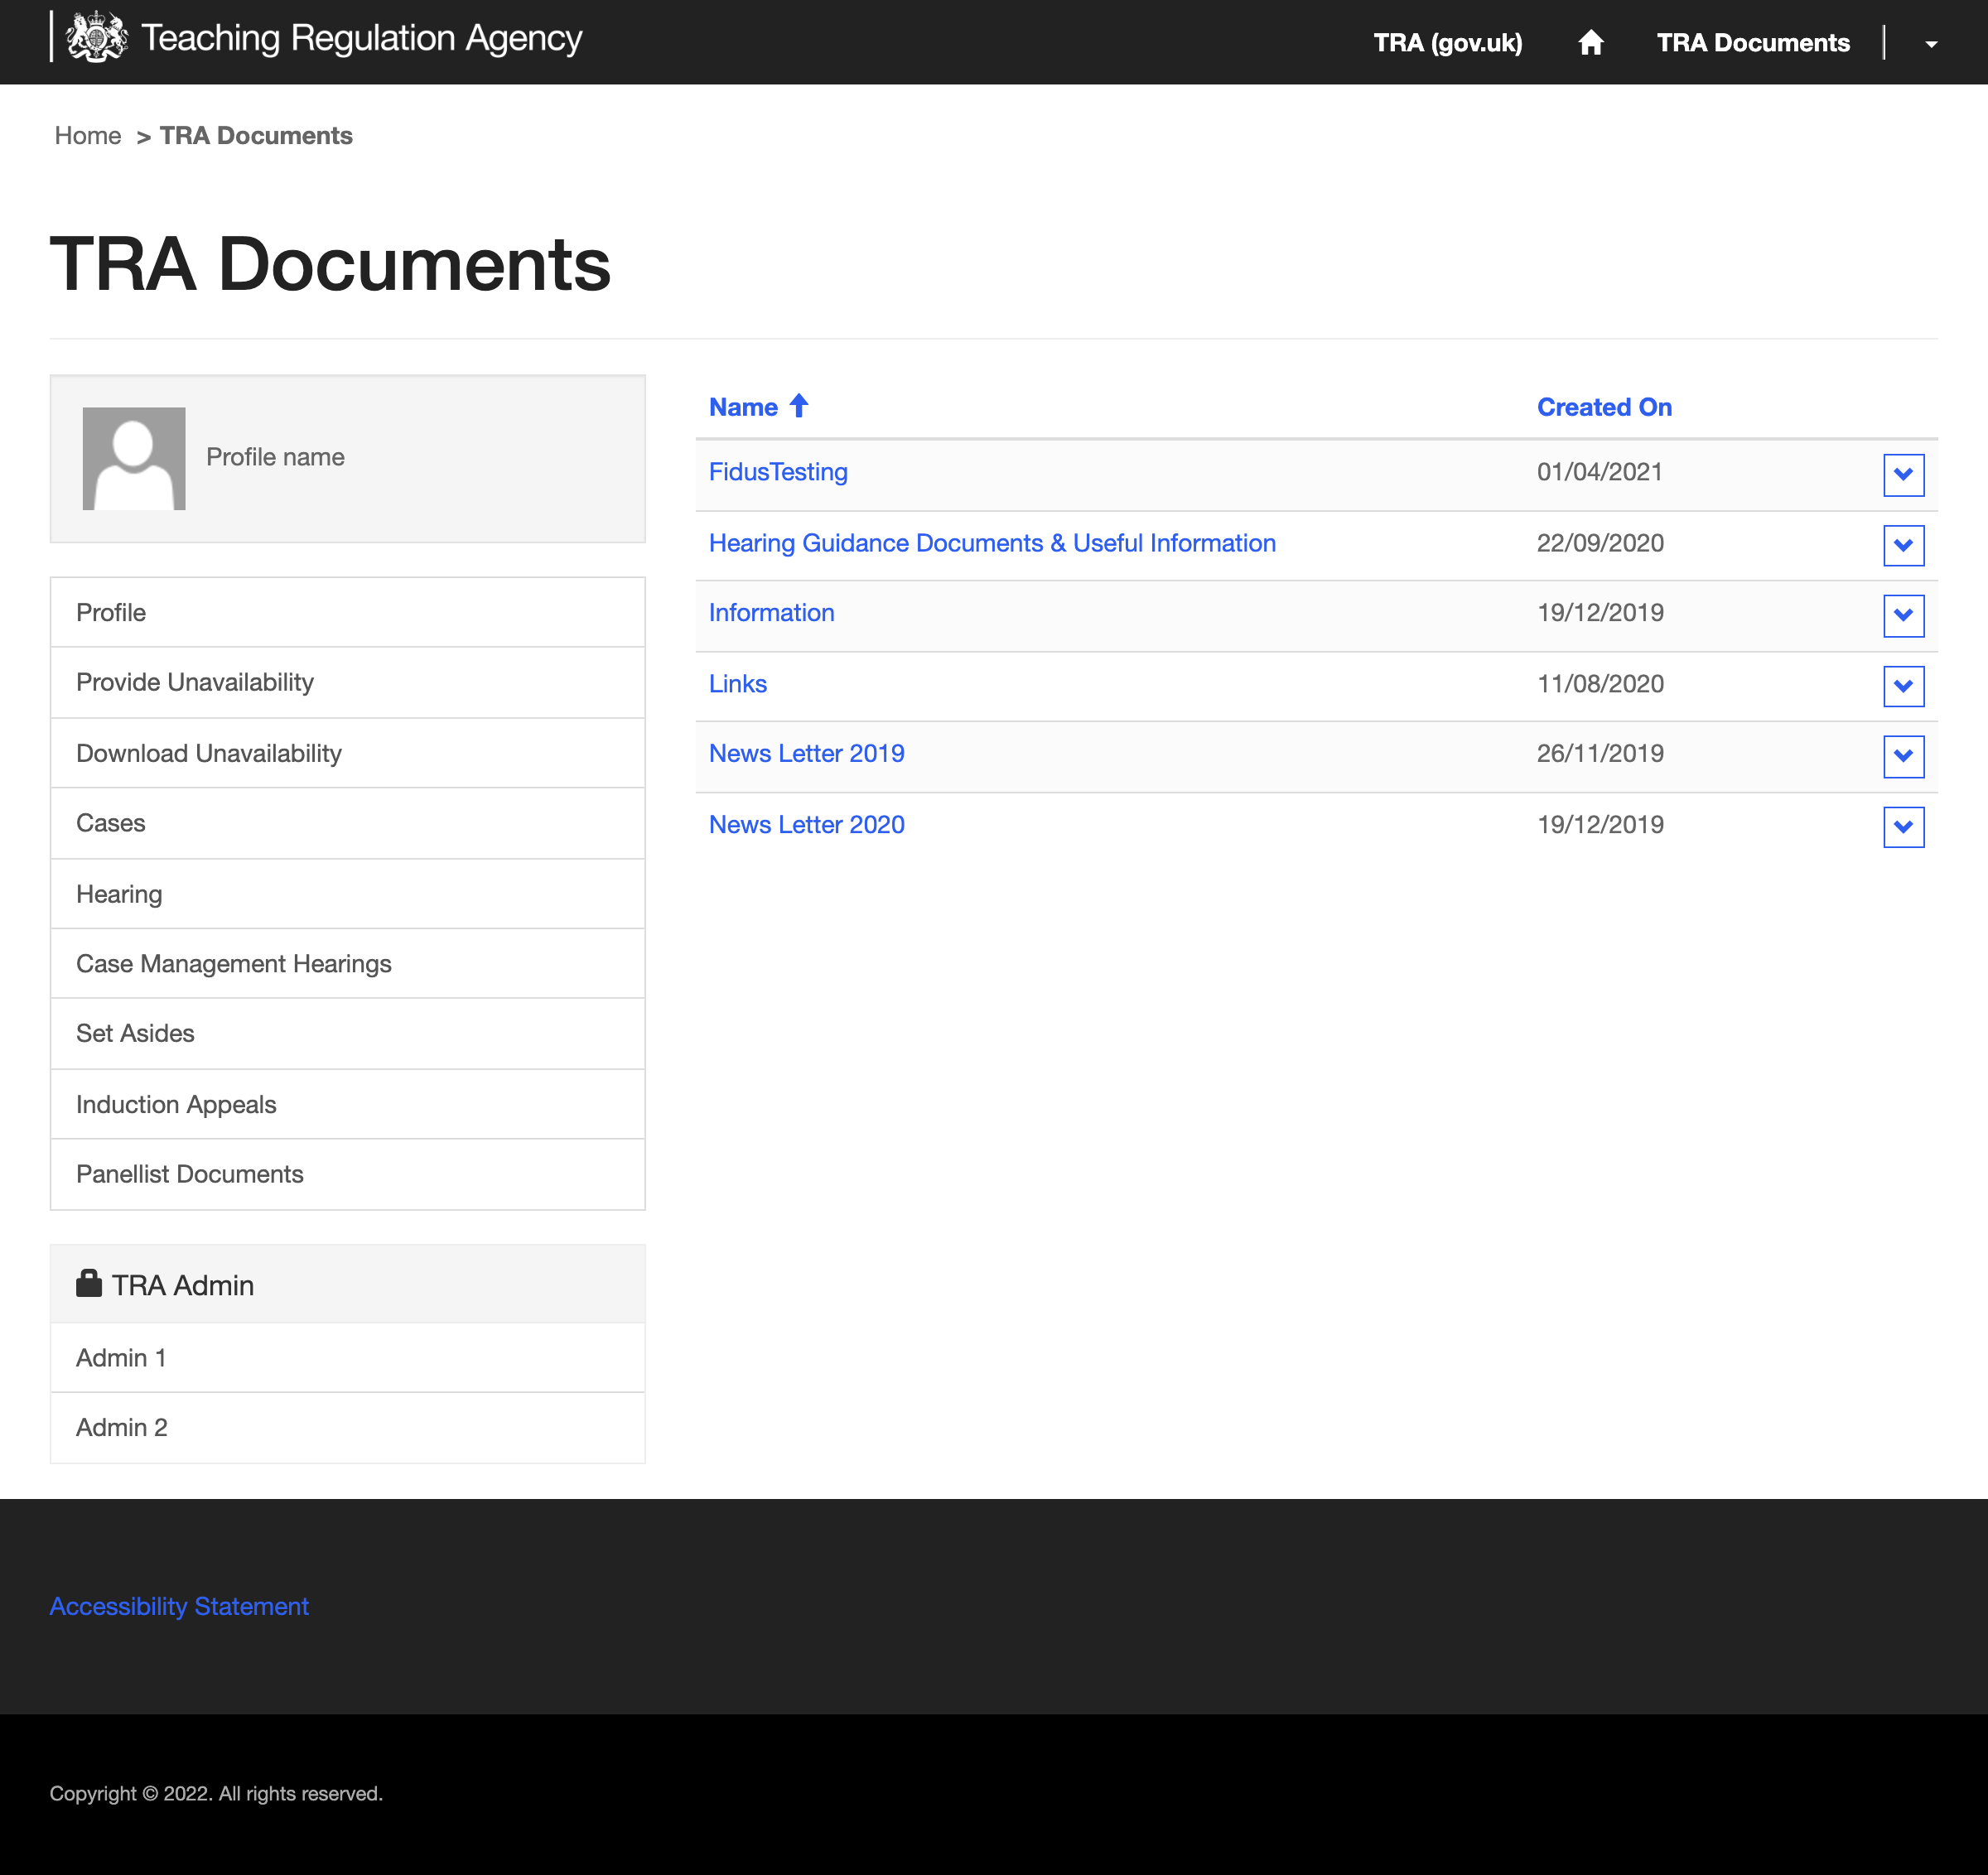 Teaching Regulation Agency
TRA (gov.uk)
TRA Documents
Home > TRA Documents
TRA Documents
Profile name
Profile
Provide Unavailability
Download Unavailability
Cases
Hearing
Case Management Hearings
Set Asides
Induction Appeals
Panellist Documents
TRA Admin
Admin 1
Admin 2
Name Created On
FidusTesting 01/04/2021
Hearing Guidance Documents & Useful Information 22/09/2020
Information 19/12/2019
Links 11/08/2020
News Letter 2019 26/11/2019
News Letter 2020 19/12/2019
Accessibility Statement
Copyright © 2022. All rights reserved.